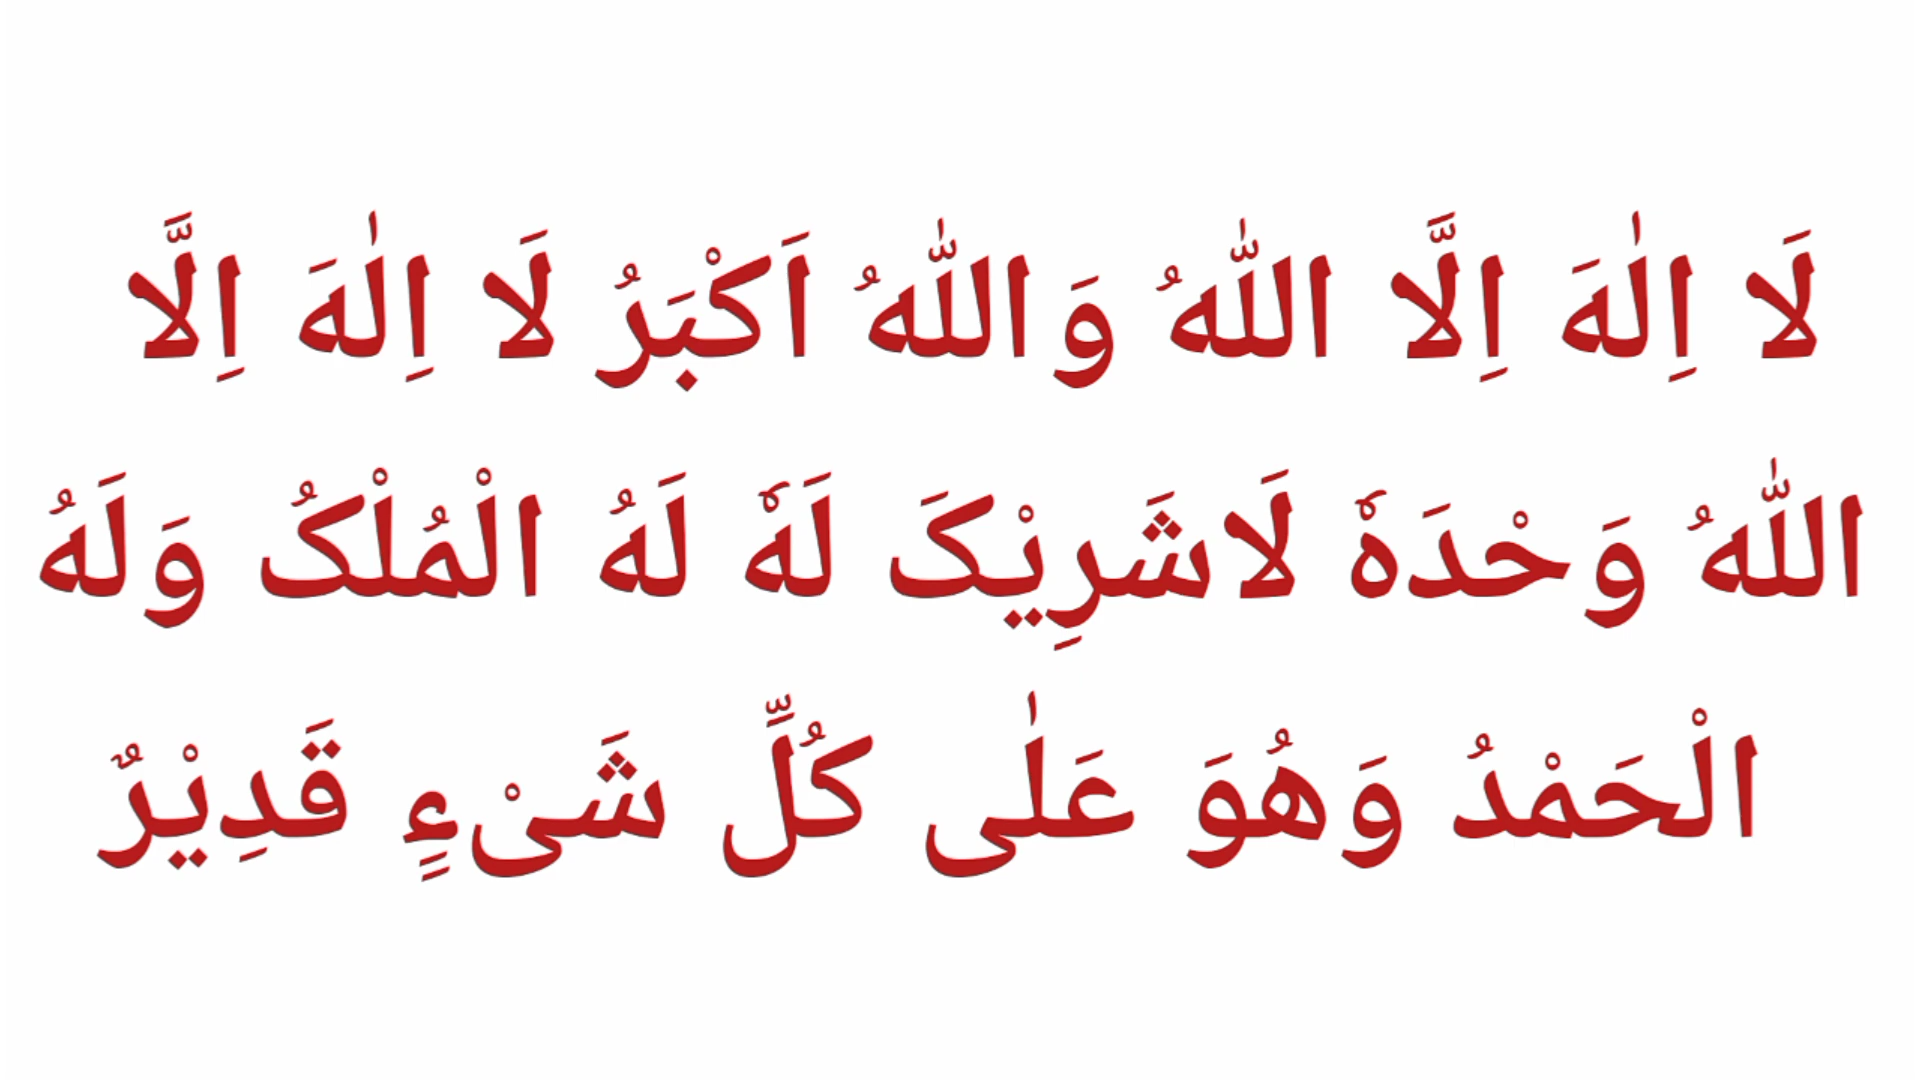 لَا اِلٰهَ اِلَّا اللّٰهُ وَاللّٰهُ اَكْبَرُ لَا اِلٰهَ اِلَّا
اللّٰهُ وَحْدَهٗ لَاشَرِيْکَ لَهٗ لَهُ الْمُلْکُ وَلَهُ
الْحَمْدُ وَهُوَ عَلٰى كُلِّ شَىْءٍ قَدِيْرٌ